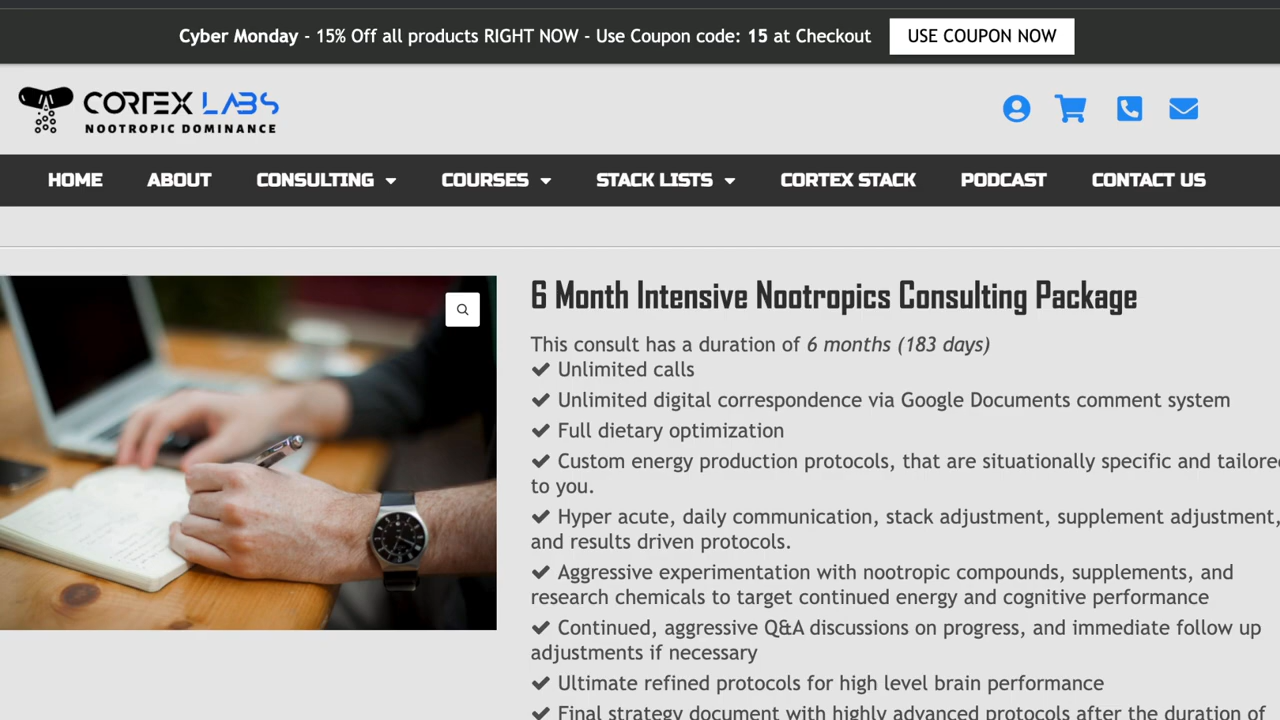 Cyber Monday - 15% Off all products RIGHT NOW - Use Coupon code: 15 at Checkout
USE COUPON NOW
CORTEX LABS
NOOTROPIC DOMINANCE
HOME ABOUT CONSULTING COURSES STACK LISTS CORTEX STACK PODCAST CONTACT US
6 Month Intensive Nootropics Consulting Package
This consult has a duration of 6 months (183 days)
Unlimited calls
Unlimited digital correspondence via Google Documents comment system
Full dietary optimization
Custom energy production protocols, that are situationally specific and tailore
to you.
Hyper acute, daily communication, stack adjustment, supplement adjustment,
and results driven protocols.
Aggressive experimentation with nootropic compounds, supplements, and
research chemicals to target continued energy and cognitive performance
Continued, aggressive Q&A discussions on progress, and immediate follow up
adjustments if necessary
Ultimate refined protocols for high level brain performance
Final strategy document with highly advanced protocols after the duration of